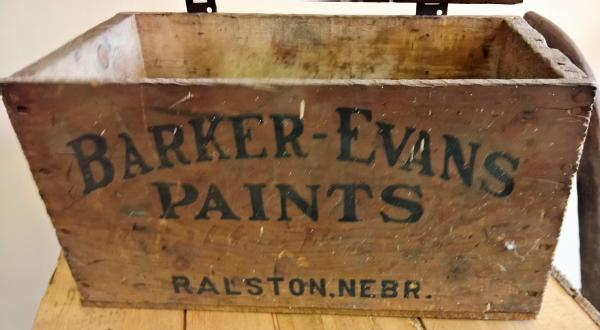 BARKER-EVANS
PAINTS
RALSTON, NEBR.